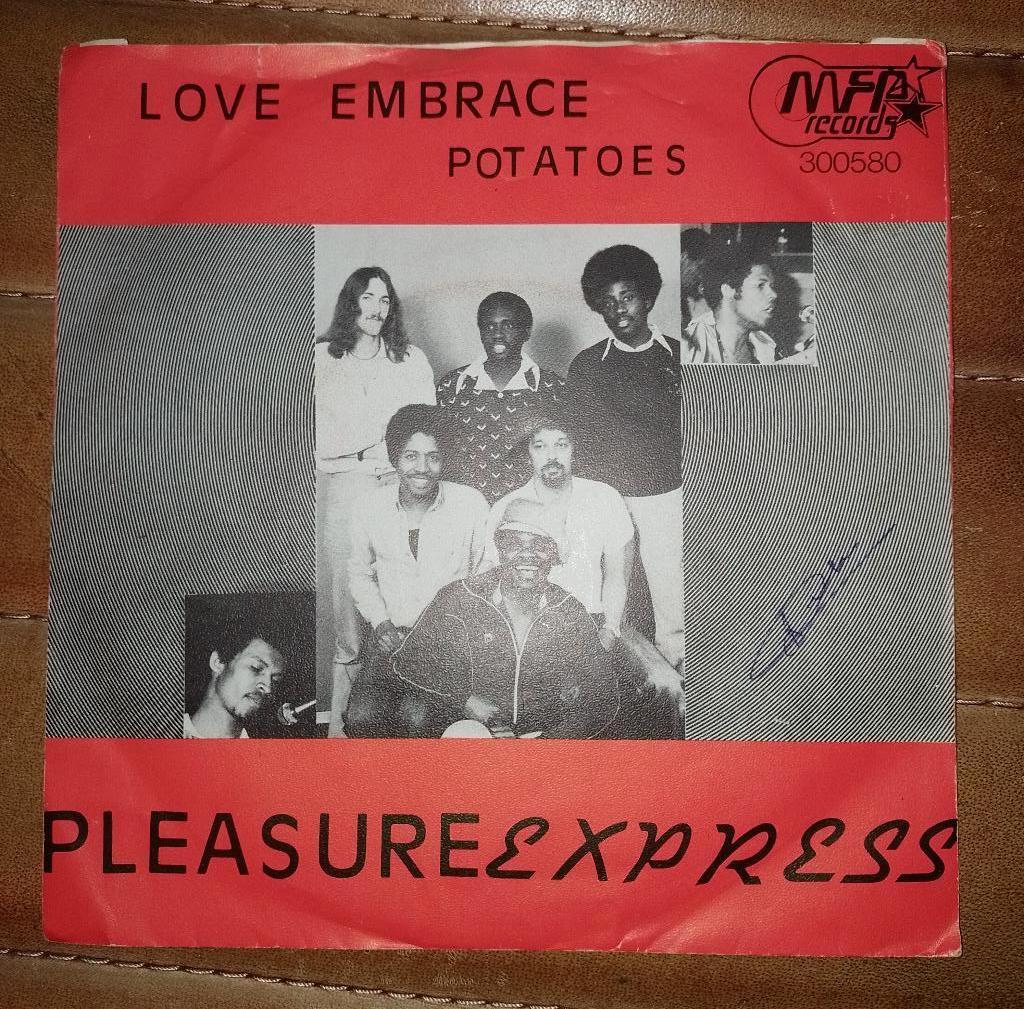 LOVE EMBRACE
POTATOES
MFP
records
300580
PLEASURE EXPRESS